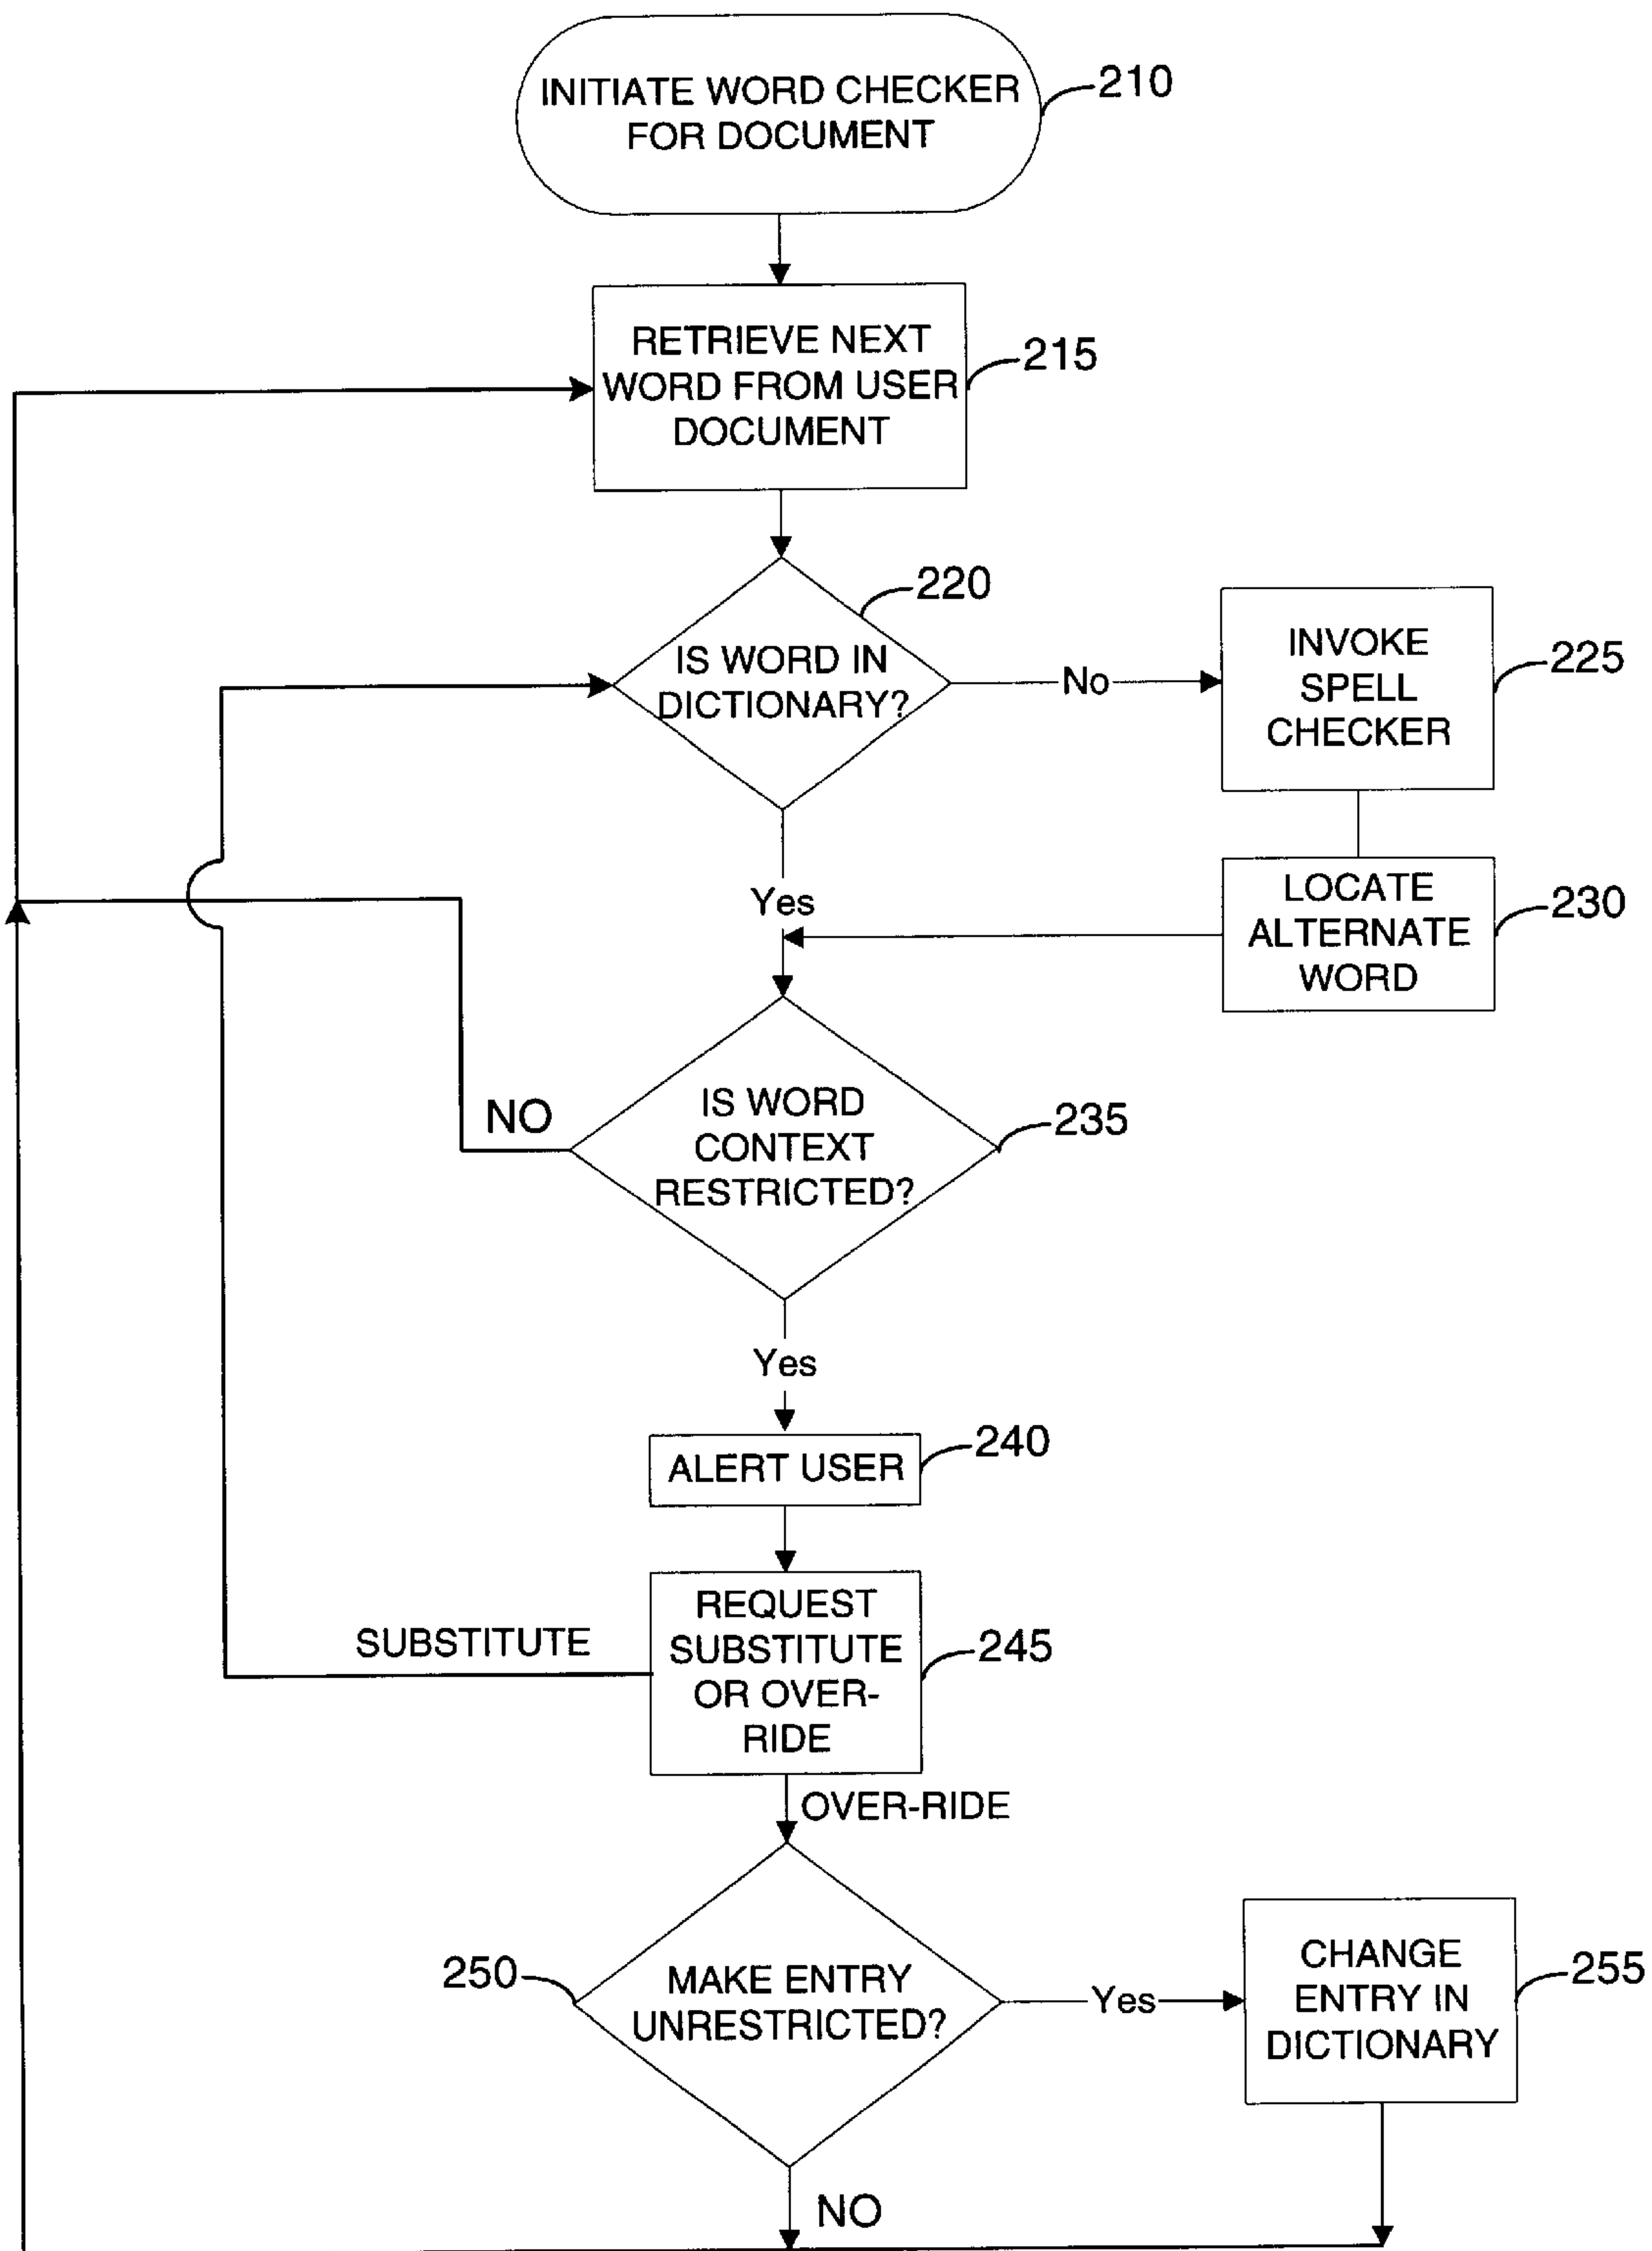 INITIATE WORD CHECKER
FOR DOCUMENT
210
RETRIEVE NEXT
WORD FROM USER
DOCUMENT
215
220
IS WORD IN
DICTIONARY?
No
INVOKE
SPELL
CHECKER
225
Yes
LOCATE
ALTERNATE
WORD
230
IS WORD
CONTEXT
RESTRICTED?
235
NO
Yes
ALERT USER
240
REQUEST
SUBSTITUTE
OR OVER-
RIDE
245
SUBSTITUTE
OVER-RIDE
250
MAKE ENTRY
UNRESTRICTED?
Yes
CHANGE
ENTRY IN
DICTIONARY
255
NO